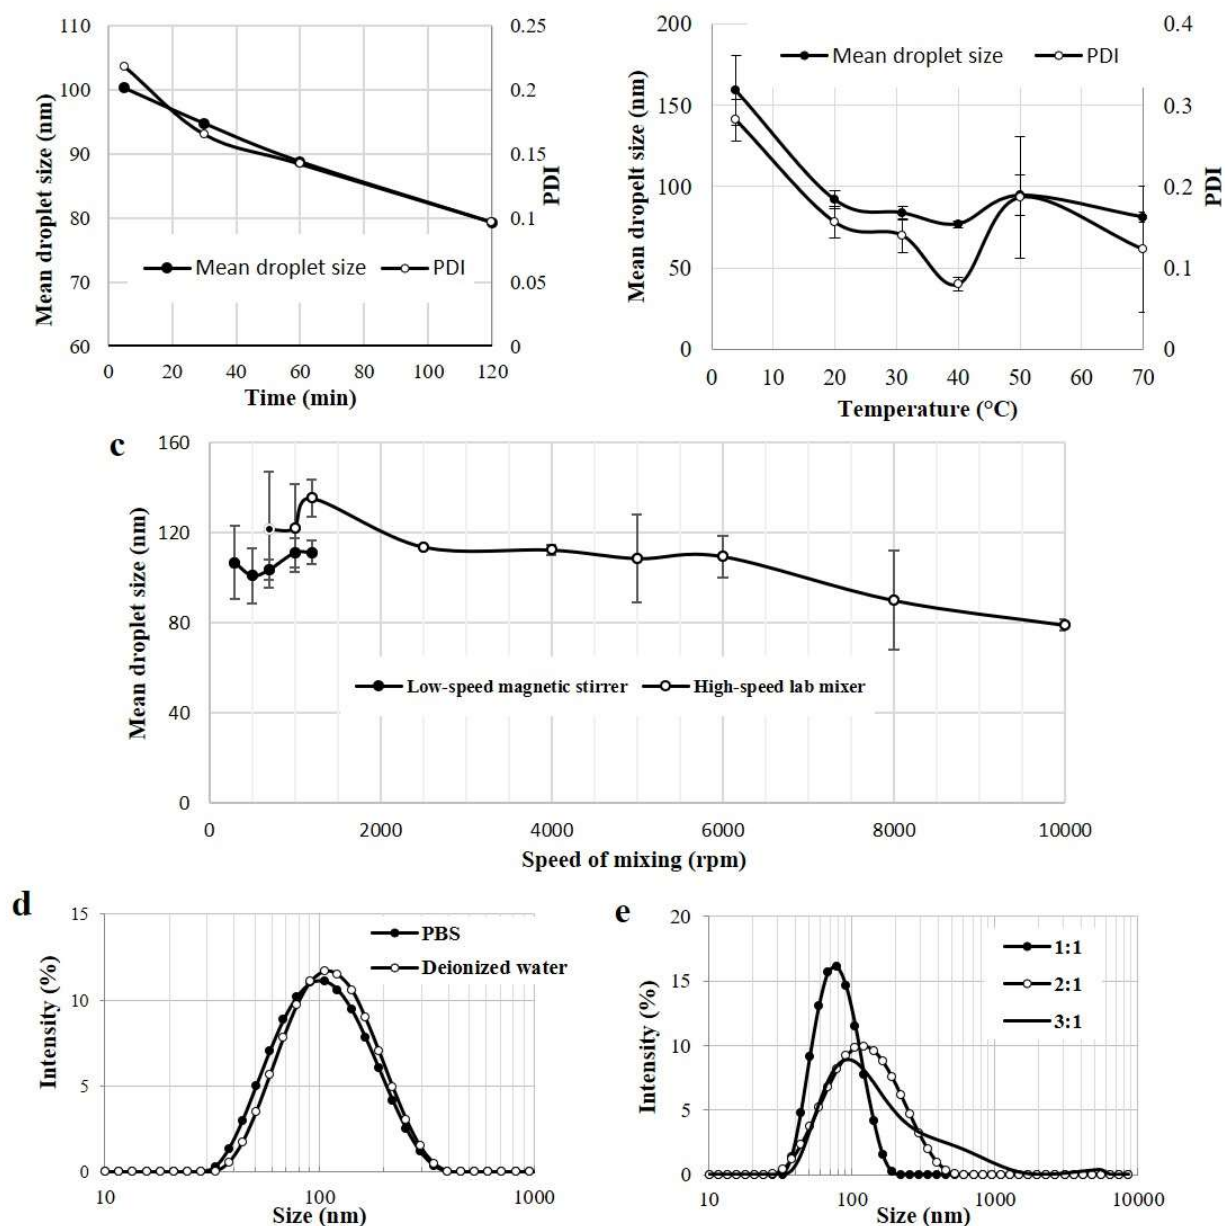 110
100
90
80
70
60
Mean droplet size (nm)
0.25
0.2
0.15
0.1
0.05
0
PDI
Mean droplet size
PDI
0 20 40 60 80 100 120
Time (min)
200
150
100
50
0
Mean dropelt size (nm)
0.4
0.3
0.2
0.1
0
PDI
Mean droplet size
PDI
0 10 20 30 40 50 60 70
Temperature (°C)
c
160
120
80
40
0
Mean droplet size (nm)
Low-speed magnetic stirrer
High-speed lab mixer
0 2000 4000 6000 8000 10000
Speed of mixing (rpm)
d
15
10
5
0
Intensity (%)
PBS
Deionized water
10 100 1000
Size (nm)
e
20
15
10
5
0
Intensity (%)
1:1
2:1
3:1
10 100 1000 10000
Size (nm)